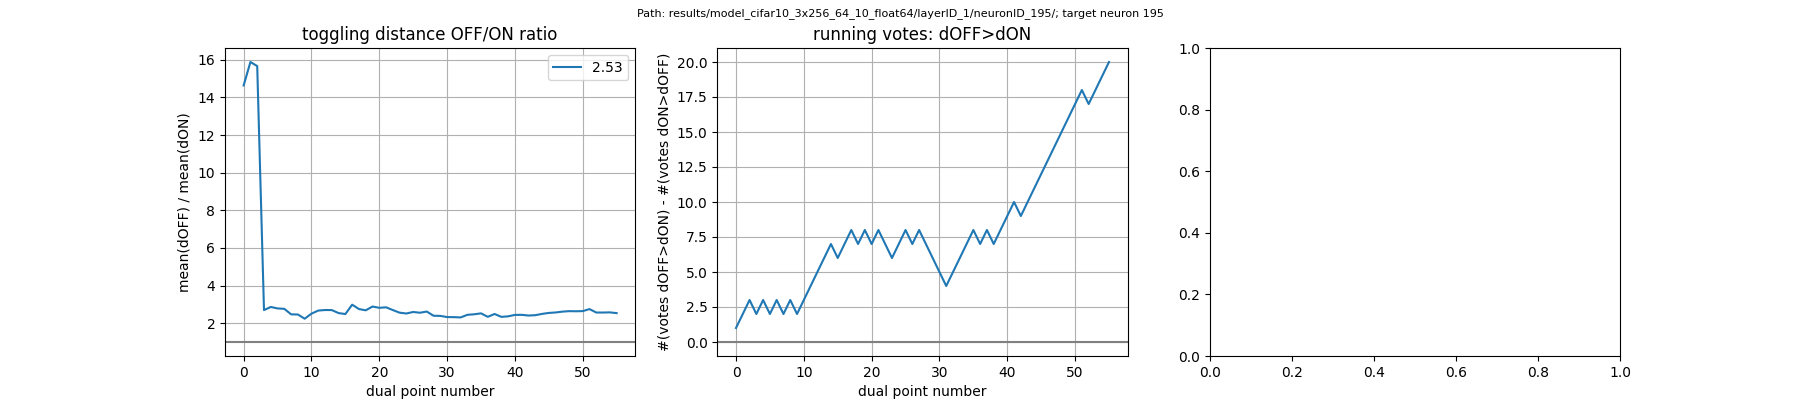 Path: results/model_cifar10_3x256_64_10_float64/layerID_1/neuronID_195/; target neuron 195
toggling distance OFF/ON ratio
mean(dOFF) / mean(dON)
16
14
12
10
8
6
4
2
2.53
0 10 20 30 40 50
dual point number
running votes: dOFF>dON
#(votes dOFF>dON) - #(votes dON>dOFF)
20.0
17.5
15.0
12.5
10.0
7.5
5.0
2.5
0.0
0 10 20 30 40 50
dual point number
1.0
0.8
0.6
0.4
0.2
0.0
0.0 0.2 0.4 0.6 0.8 1.0